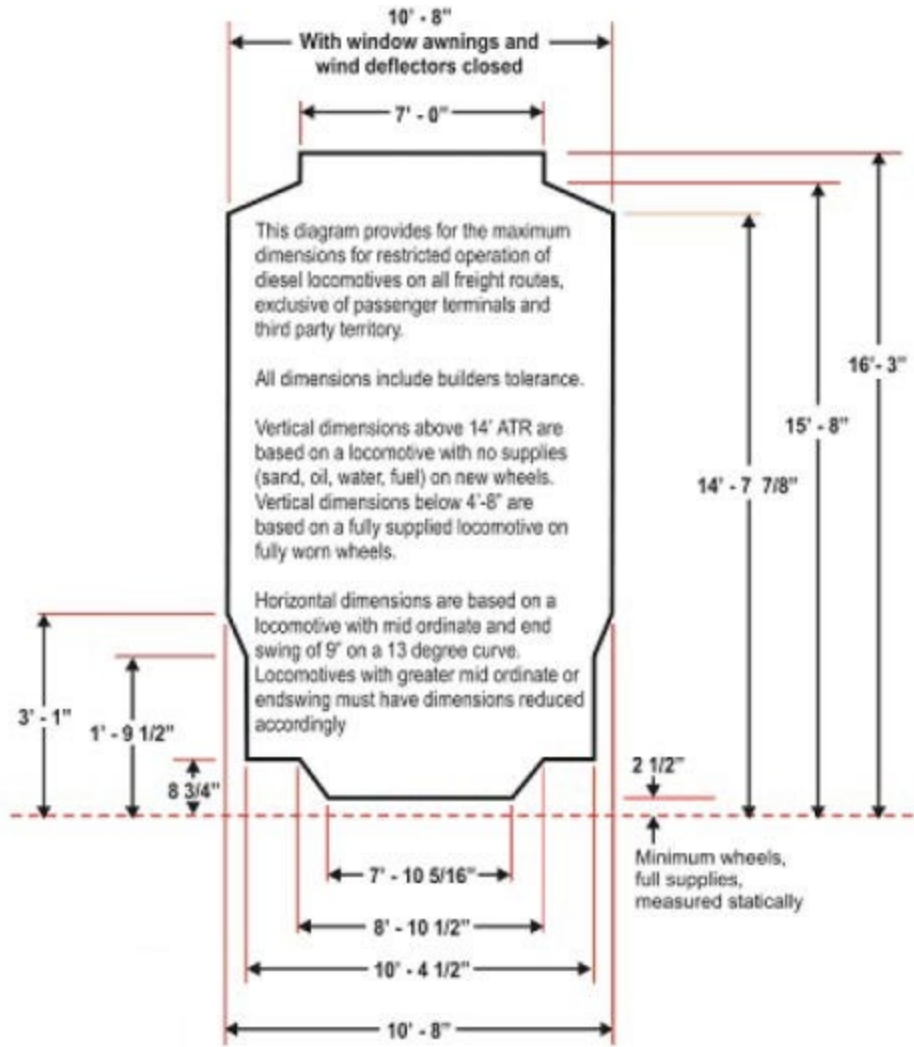 10' - 8"
With window awnings and
wind deflectors closed
7' - 0"
This diagram provides for the maximum
dimensions for restricted operation of
diesel locomotives on all freight routes,
exclusive of passenger terminals and
third party territory.
All dimensions include builders tolerance.
Vertical dimensions above 14' ATR are
based on a locomotive with no supplies
(sand, oil, water, fuel) on new wheels.
Vertical dimensions below 4'-8" are
based on a fully supplied locomotive on
fully worn wheels.
Horizontal dimensions are based on a
locomotive with mid ordinate and end
swing of 9" on a 13 degree curve.
Locomotives with greater mid ordinate or
endswing must have dimensions reduced
accordingly
16'- 3"
15' - 8"
14' - 7 7/8"
3' - 1"
1' - 9 1/2"
8 3/4"
2 1/2"
Minimum wheels,
full supplies,
measured statically
7' - 10 5/16"
8' - 10 1/2"
10' - 4 1/2"
10' - 8"